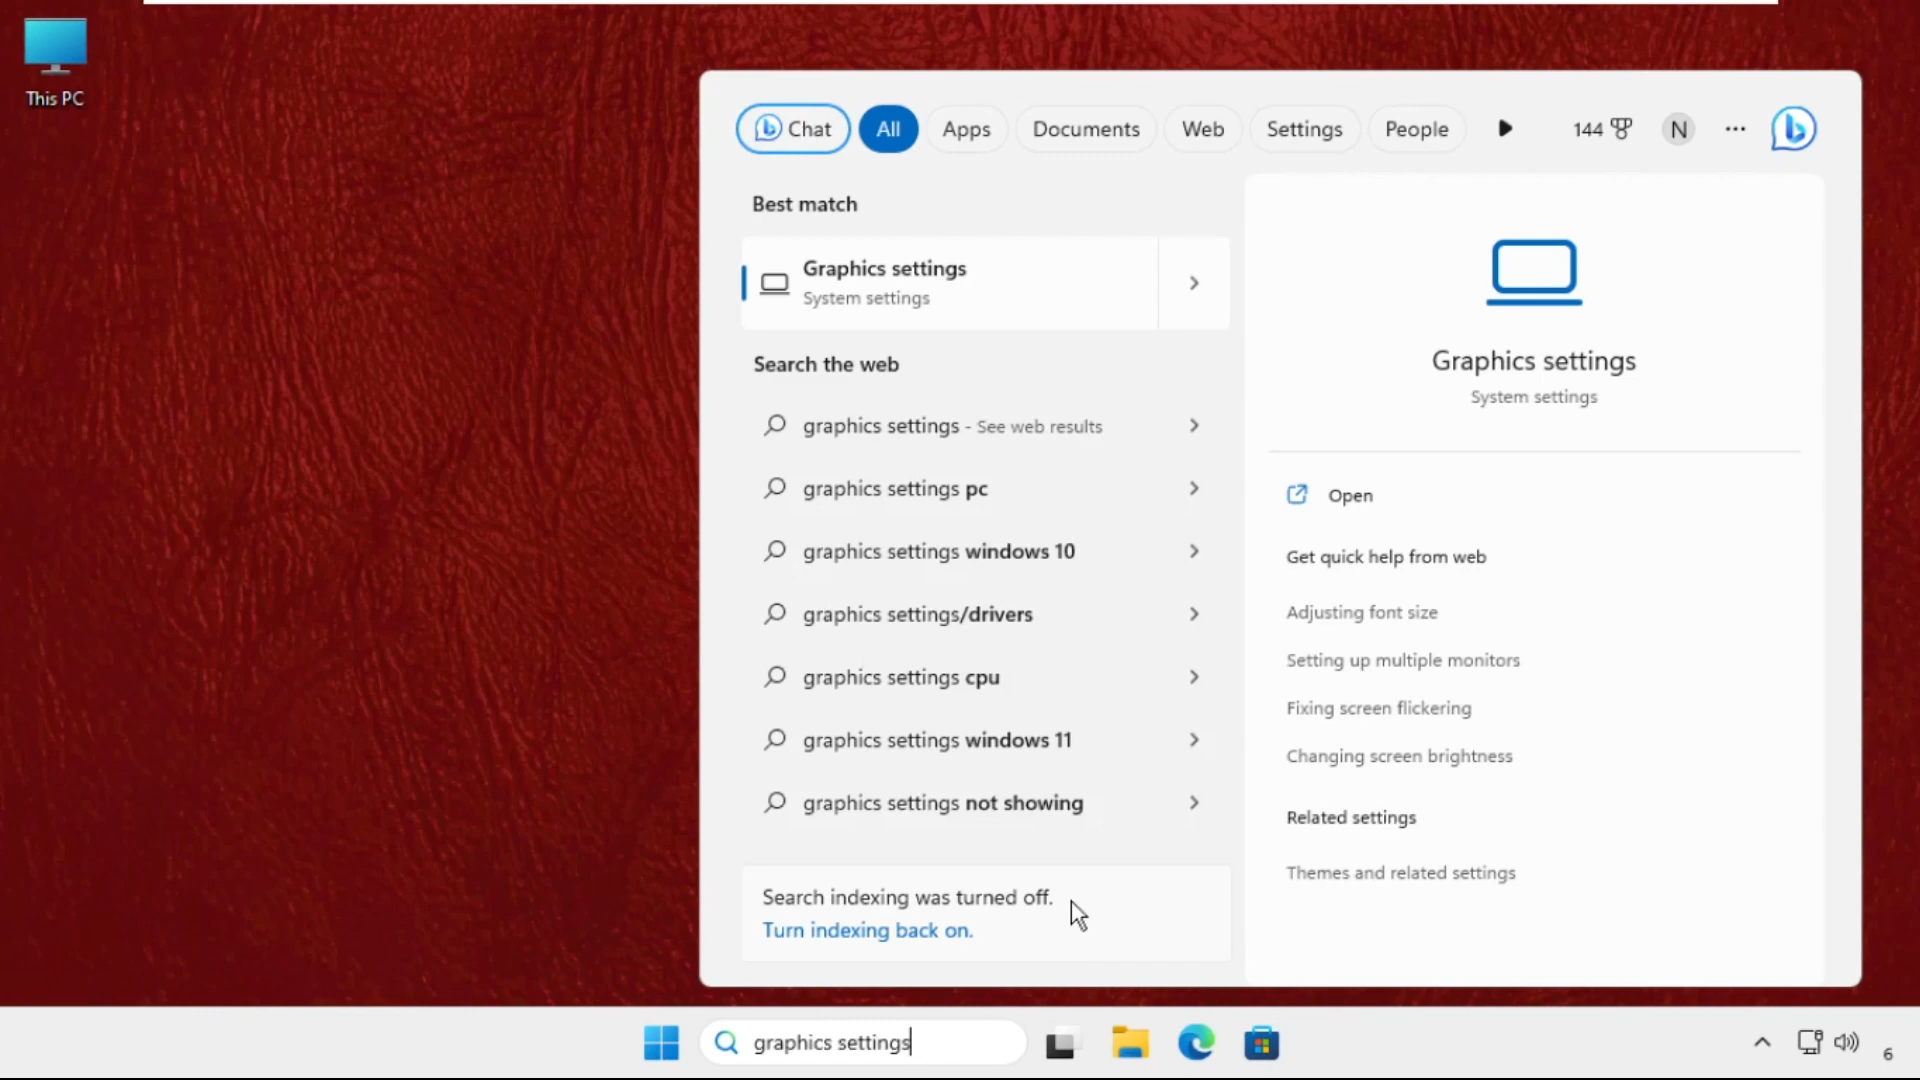 This PC
Chat
All
Apps
Documents
Web
Settings
People
144
N
Best match
Graphics settings
System settings
Search the web
graphics settings - See web results
graphics settings pc
graphics settings windows 10
graphics settings/drivers
graphics settings cpu
graphics settings windows 11
graphics settings not showing
Search indexing was turned off.
Turn indexing back on.
Graphics settings
System settings
Open
Get quick help from web
Adjusting font size
Setting up multiple monitors
Fixing screen flickering
Changing screen brightness
Related settings
Themes and related settings
graphics settings
6